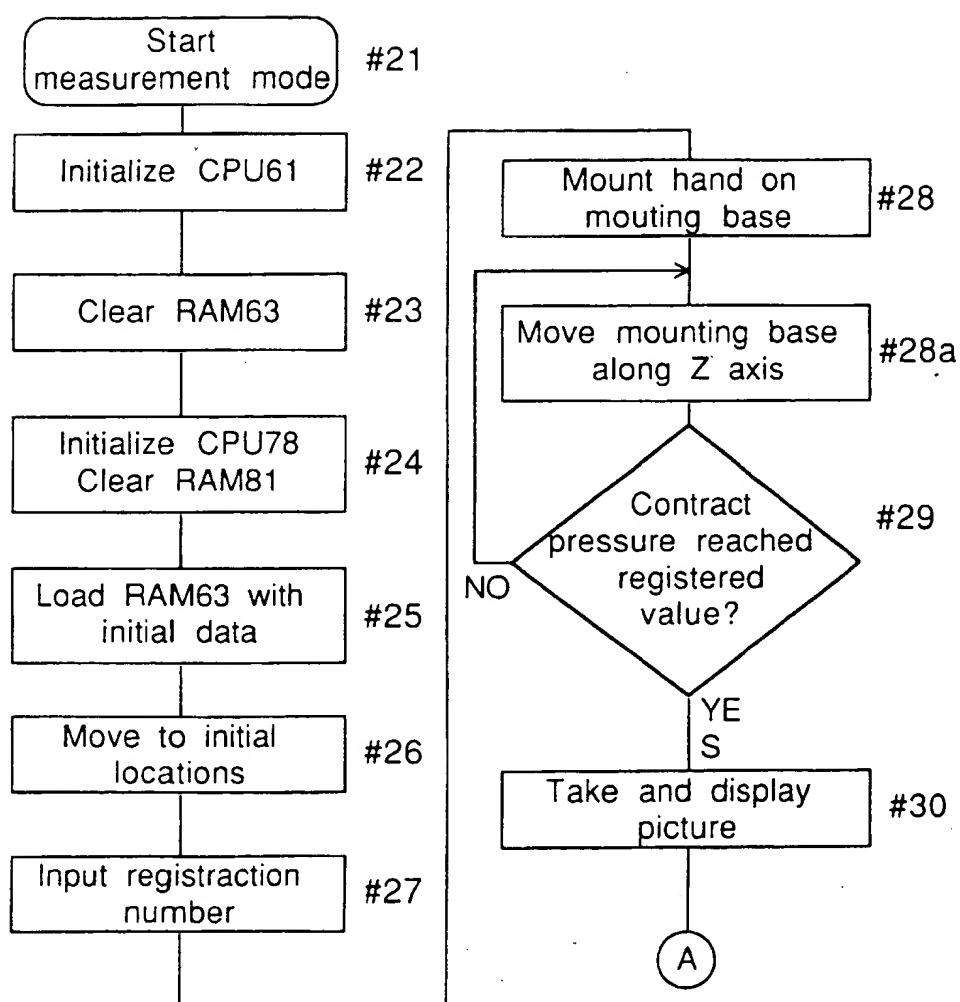 Start
measurement mode
#21
Initialize CPU61
#22
Clear RAM63
#23
Initialize CPU78
Clear RAM81
#24
Load RAM63 with
initial data
#25
Move to initial
locations
#26
Input registraction
number
#27
Mount hand on
mouting base
#28
Move mounting base
along Z axis
#28a
Contract
pressure reached
registered
value?
#29
NO
YE
S
Take and display
picture
#30
A